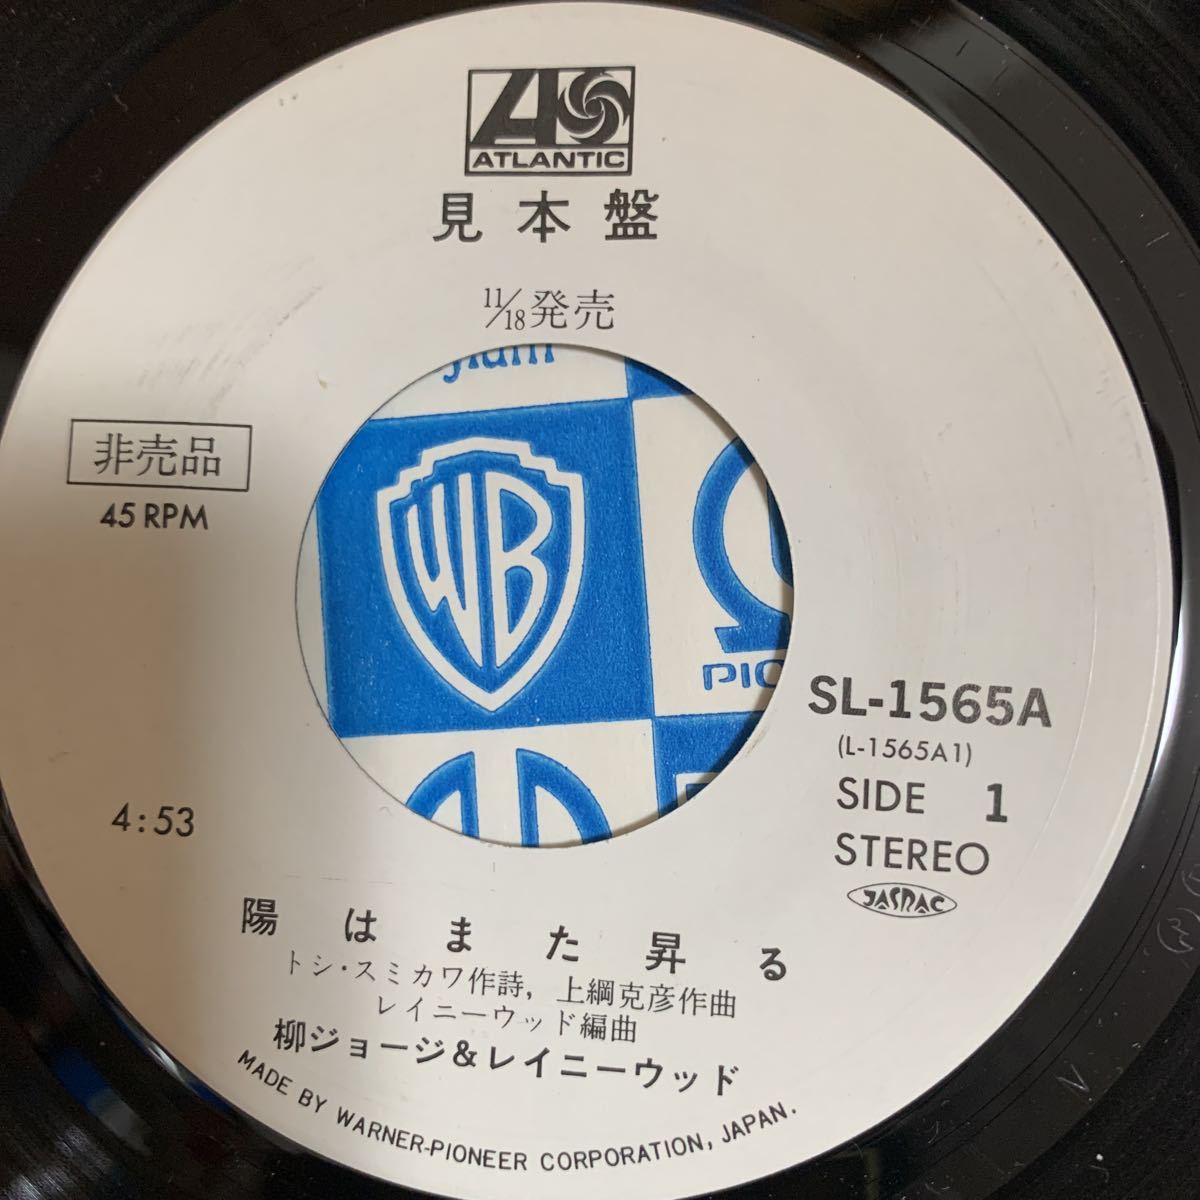 ATLANTIC
見本盤
11/18発売
非売品
45 RPM
WB
SL-1565A
(L-1565A1)
SIDE 1
STEREO
JASRAC
4:53
陽はまた昇る
トシ・スミカワ作詩, 上綱克彦作曲
レイニーウッド編曲
柳ジョージ&レイニーウッド
MADE BY WARNER-PIONEER CORPORATION, JAPAN.